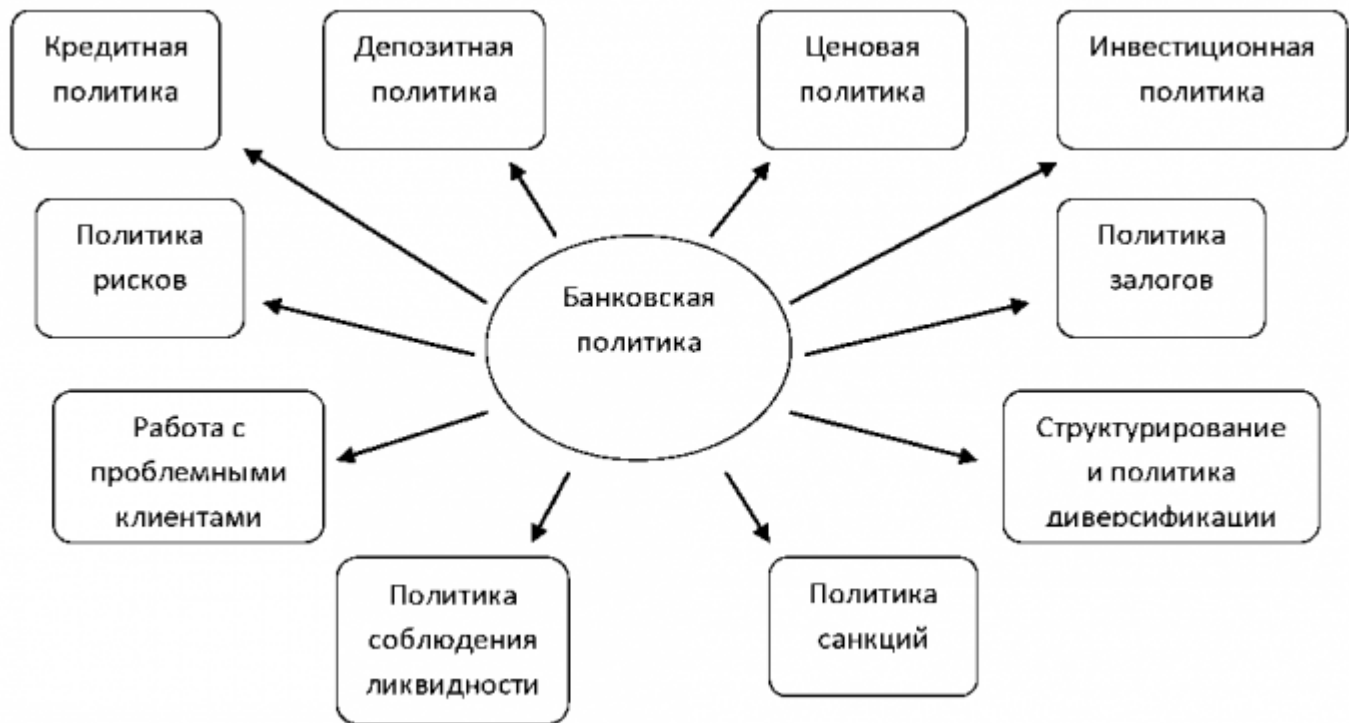 Кредитная
политика
Депозитная
политика
Ценовая
политика
Инвестиционная
политика
Политика
рисков
Банковская
политика
Политика
залогов
Работа с
проблемными
клиентами
Структурирование
и политика
диверсификации
Политика
соблюдения
ликвидности
Политика
санкций